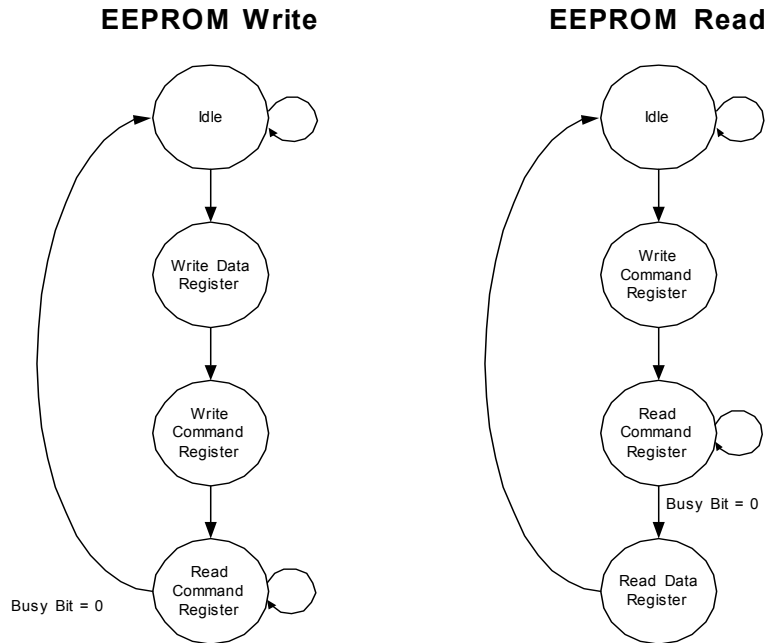 EEPROM Write
Idle
Write Data
Register
Write
Command
Register
Read
Command
Register
Busy Bit = 0
EEPROM Read
Idle
Write
Command
Register
Read
Command
Register
Busy Bit = 0
Read Data
Register